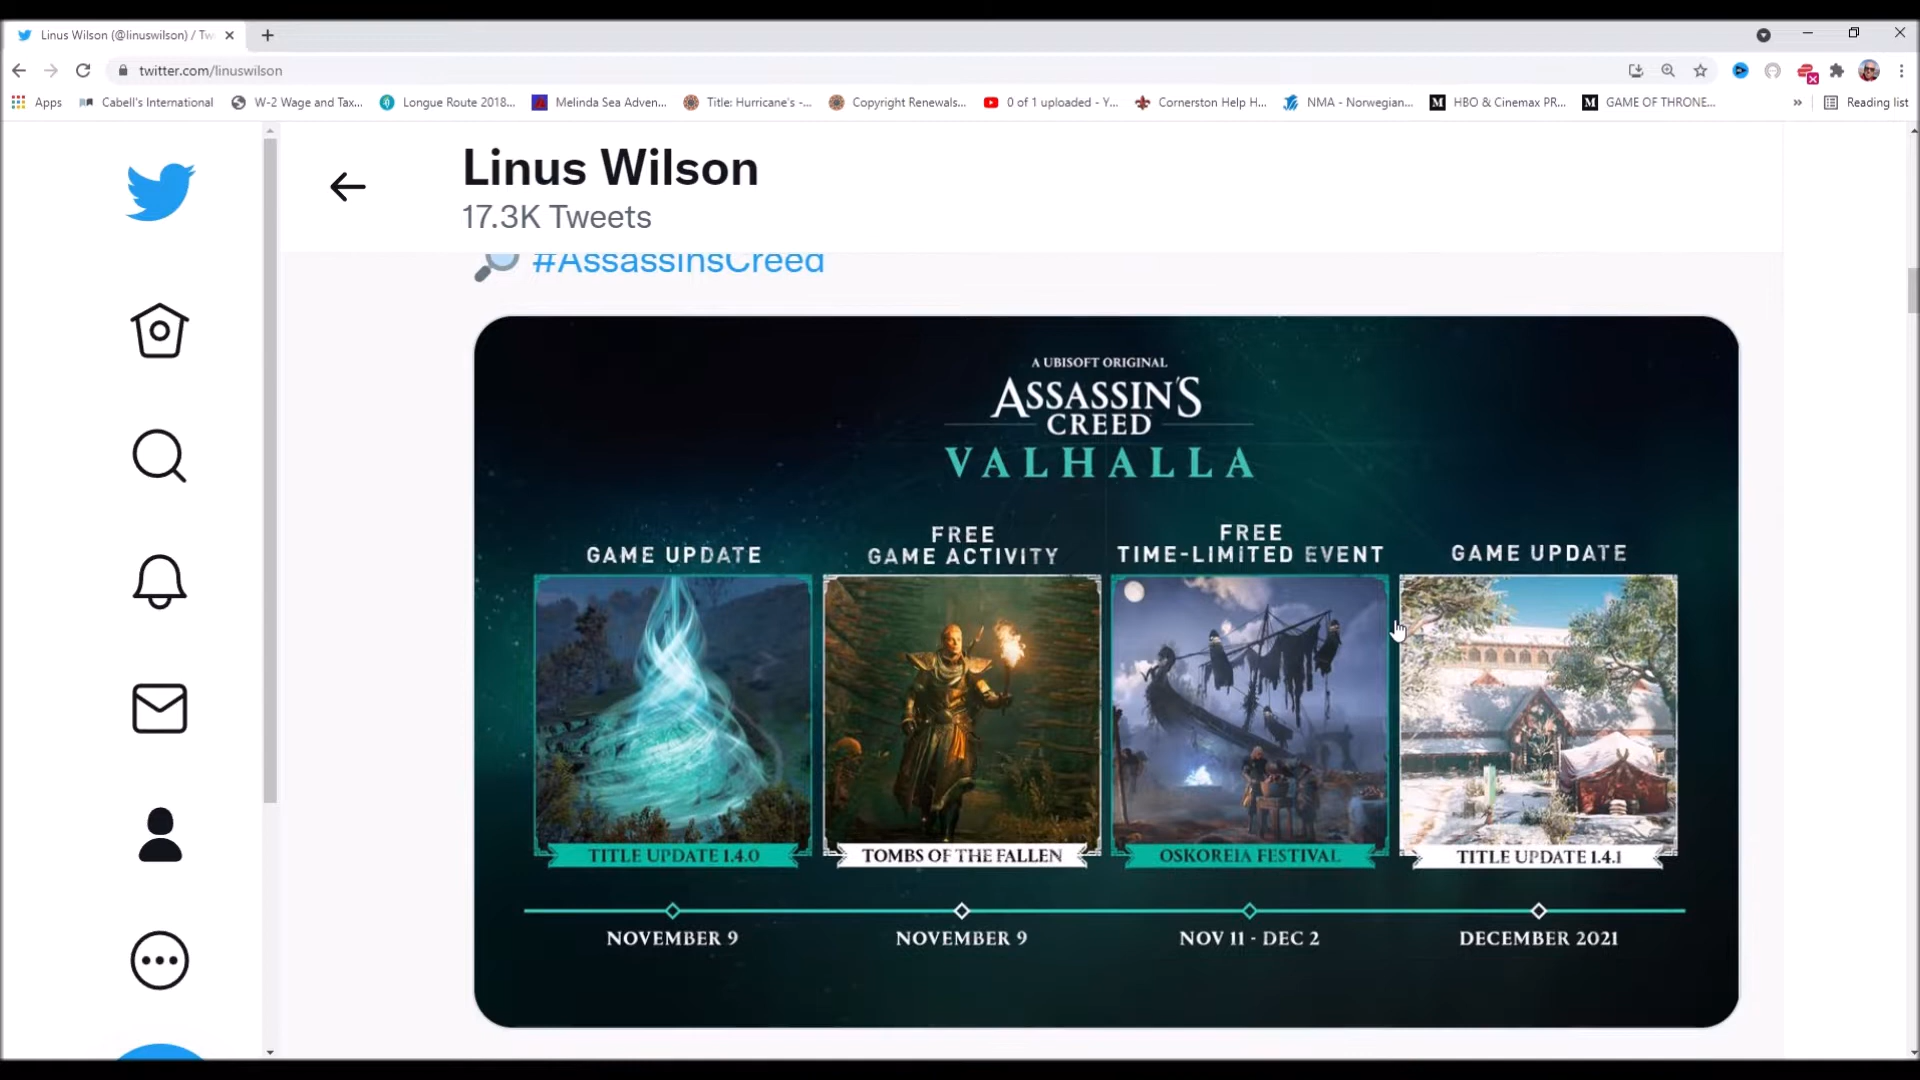 Linus Wilson (@linuswilson) / Tw
twitter.com/linuswilson
Apps
Cabell's International
W-2 Wage and Tax...
Longue Route 2018...
Melinda Sea Adven...
Title: Hurricane's -...
Copyright Renewals...
0 of 1 uploaded - Y...
Cornerston Help H...
NMA - Norwegian...
HBO & Cinemax PR...
GAME OF THRONE...
»
Reading list
Linus Wilson
17.3K Tweets
#AssassinsCreed
A UBISOFT ORIGINAL
ASSASSIN'S
CREED
VALHALLA
GAME UPDATE
FREE
GAME ACTIVITY
FREE
TIME-LIMITED EVENT
GAME UPDATE
TITLE UPDATE 1.4.0
TOMBS OF THE FALLEN
OSKOREIA FESTIVAL
TITLE UPDATE 1.4.1
NOVEMBER 9
NOVEMBER 9
NOV 11 - DEC 2
DECEMBER 2021